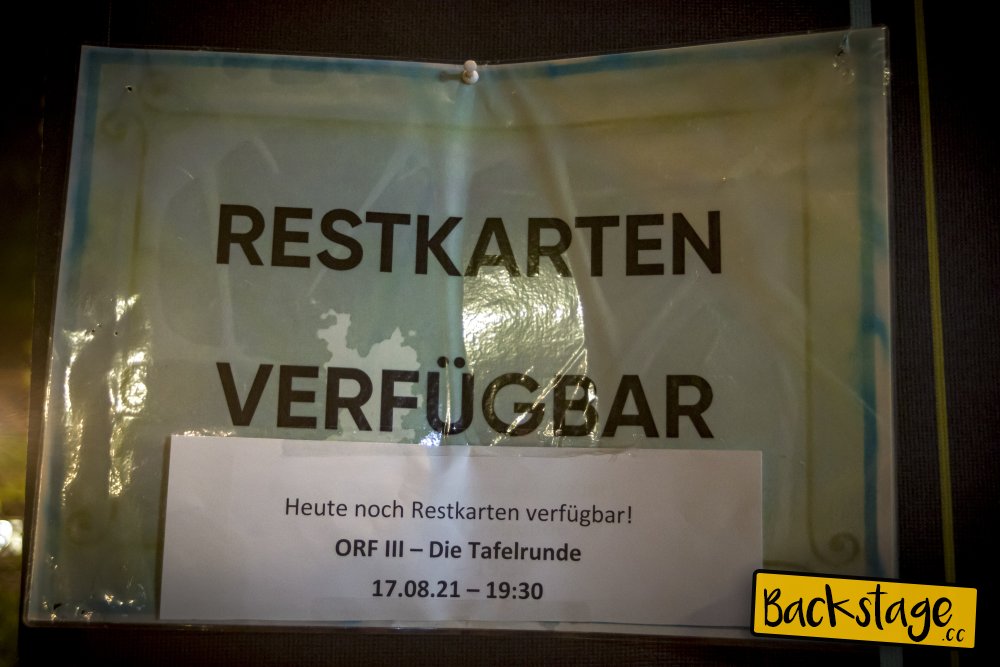 RESTKARTEN
VERFÜGBAR
Heute noch Restkarten verfügbar!
ORF III – Die Tafelrunde
17.08.21 – 19:30
Backstage.cc